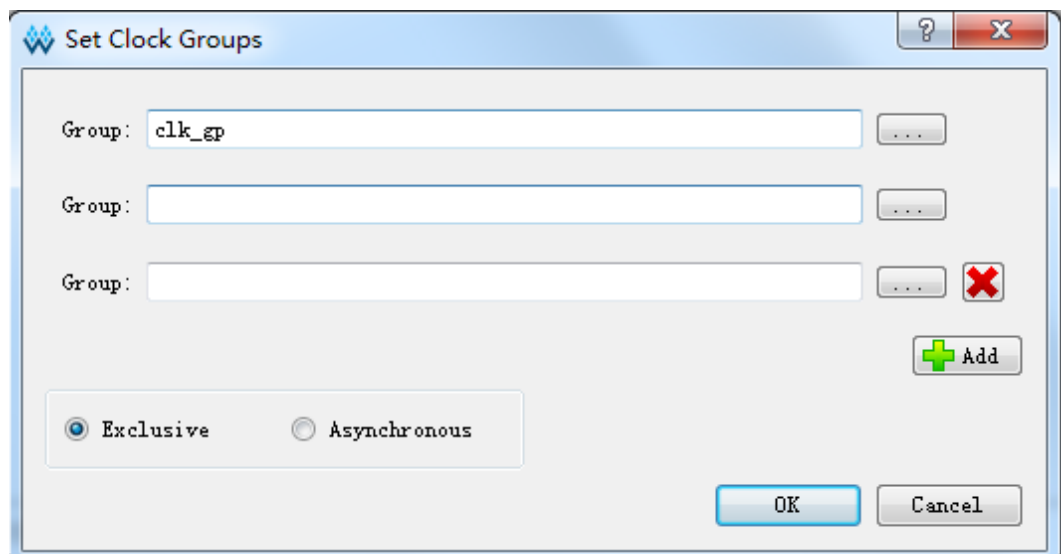 Set Clock Groups
Group: clk_gp ...
Group: ...
Group: ...
Add
Exclusive Asynchronous
OK Cancel